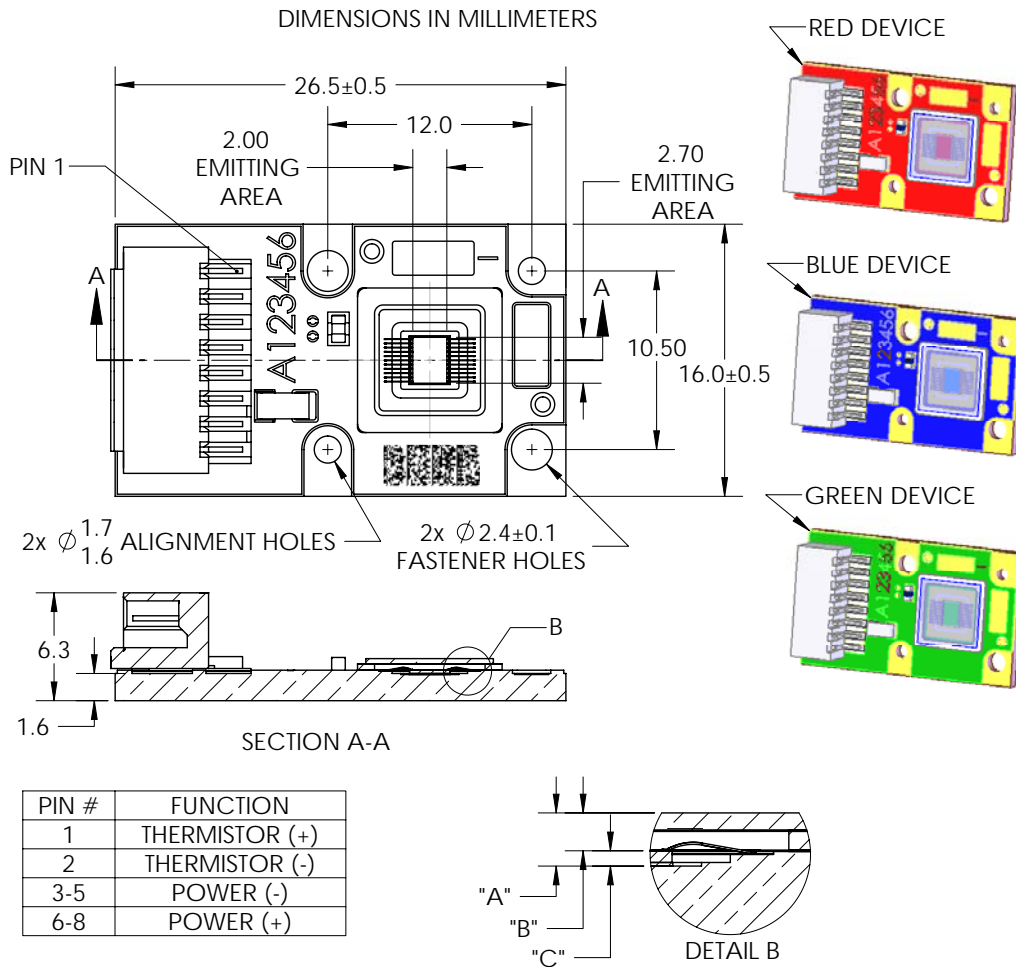 DIMENSIONS IN MILLIMETERS
RED DEVICE
26.5±0.5
12.0
2.00
EMITTING
AREA
2.70
EMITTING
AREA
PIN 1
A123456
A
A
A123456
BLUE DEVICE
10.50
16.0±0.5
A123456
GREEN DEVICE
2x ∅ 1.7
1.6
ALIGNMENT HOLES
2x ∅2.4±0.1
FASTENER HOLES
A123456
B
6.3
1.6
SECTION A-A
PIN # FUNCTION
1 THERMISTOR (+)
2 THERMISTOR (-)
3-5 POWER (-)
6-8 POWER (+)
"A"
"B"
"C"
DETAIL B